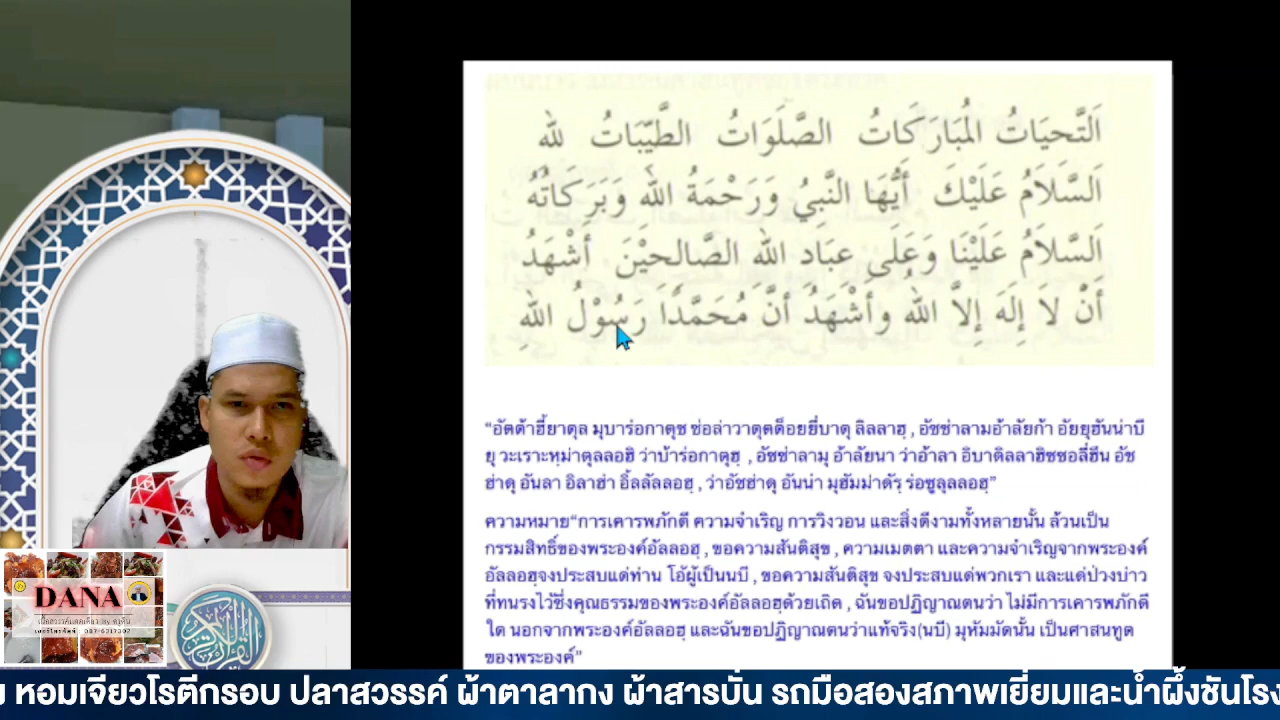 اَلتَّحيَاتُ المُبَارَكَاتُ الصَّلَوَاتُ الطَّيِّبَاتُ لله
اَلسَّلاَمُ عَلَيْكَ أَيُّهَا النَّبِيُ وَرَحْمَةُ الله وَبَرَكَاتُهُ
اَلسَّلاَمُ عَلَيْنَا وَعَلَى عبَاد الله الصَّالحيْنَ أَشْهَدُ
أَنْ لاَ إِلَهَ إِلاَّ اللهُ وأَشْهَدُ أَنَّ مُحَمَّدًا رَسُوْلُ اللهِ
“อัตต้าฮี้ยาตุล มุบาร่อกาตุซ ซ่อล่าวาตุตต็อยยี่บาตุ ลิลลาฮฺ , อัซซ่าลามอ้าลัยก้า อัยยุฮันน่าบี
ยุ วะเราะหฺม่าตุลลอฮิ ว่าบ้าร่อกาตุฮฺ , อัซซ่าลามุ อ้าลัยนา ว่าอ้าลา อิบาดิลลาฮิซซอลี่ฮีน อัช
ฮ่าดุ อันลา อิลาฮ่า อิ้ลลัลลอฮฺ , ว่าอัชฮ่าดุ อันน่า มุฮัมม่าดัรฺ ร่อซูลุลลอฮฺ”
ความหมาย“การเคารพภักดี ความจำเริญ การวิงวอน และสิ่งดีงามทั้งหลายนั้น ล้วนเป็น
กรรมสิทธิ์ของพระองค์อัลลอฮฺ , ขอความสันติสุข , ความเมตตา และความจำเริญจากพระองค์
อัลลอฮฺจงประสบแด่ท่าน โอ้ผู้เป็นนบี , ขอความสันติสุข จงประสบแด่พวกเรา และแด่ปวงบ่าว
ที่ทนรงไว้ซึ่งคุณธรรมของพระองค์อัลลอฮฺด้วยเถิด , ฉันขอปฏิญาณตนว่า ไม่มีการเคารพภักดี
ใด นอกจากพระองค์อัลลอฮฺ และฉันขอปฏิญาณตนว่าแท้จริง(นบี) มุหัมมัดนั้น เป็นศาสนทูต
ของพระองค์”
DANA
หอมเจียวโรตีกรอบ ปลาสวรรค์ ผ้าตาลากง ผ้าสารบั่น รถมือสองสภาพเยี่ยมและน้ำผึ้งชันโรง